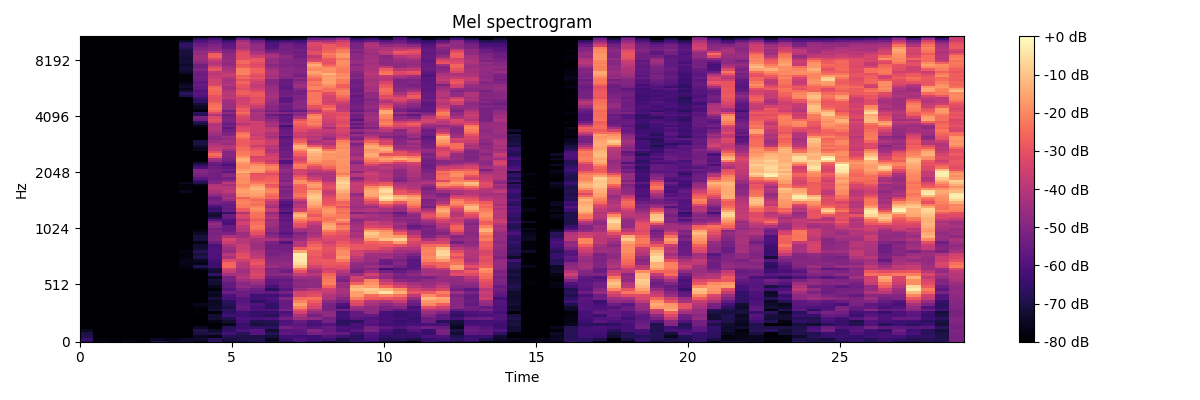 Mel spectrogram
8192
4096
2048
1024
512
0
Hz
0 5 10 15 20 25
Time
+0 dB
-10 dB
-20 dB
-30 dB
-40 dB
-50 dB
-60 dB
-70 dB
-80 dB